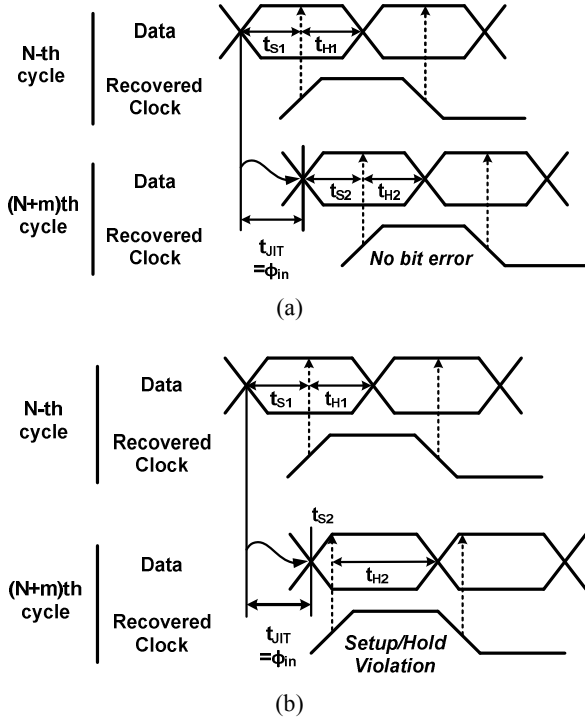 Data
N-th
cycle
tS1
tH1
Recovered
Clock
Data
(N+m)th
cycle
tS2
tH2
Recovered
Clock
tJIT
=ϕin
No bit error
(a)
Data
N-th
cycle
tS1
tH1
Recovered
Clock
tS2
Data
(N+m)th
cycle
tH2
Recovered
Clock
tJIT
=ϕin
Setup/Hold
Violation
(b)